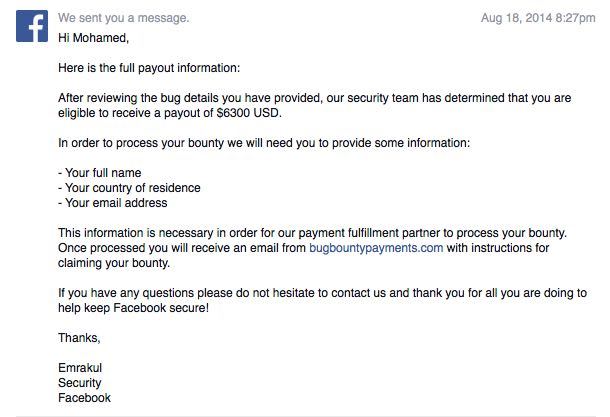 We sent you a message.
Aug 18, 2014 8:27pm
Hi Mohamed,
Here is the full payout information:
After reviewing the bug details you have provided, our security team has determined that you are
eligible to receive a payout of $6300 USD.
In order to process your bounty we will need you to provide some information:
- Your full name
- Your country of residence
- Your email address
This information is necessary in order for our payment fulfillment partner to process your bounty.
Once processed you will receive an email from bugbountypayments.com with instructions for
claiming your bounty.
If you have any questions please do not hesitate to contact us and thank you for all you are doing to
help keep Facebook secure!
Thanks,
Emrakul
Security
Facebook